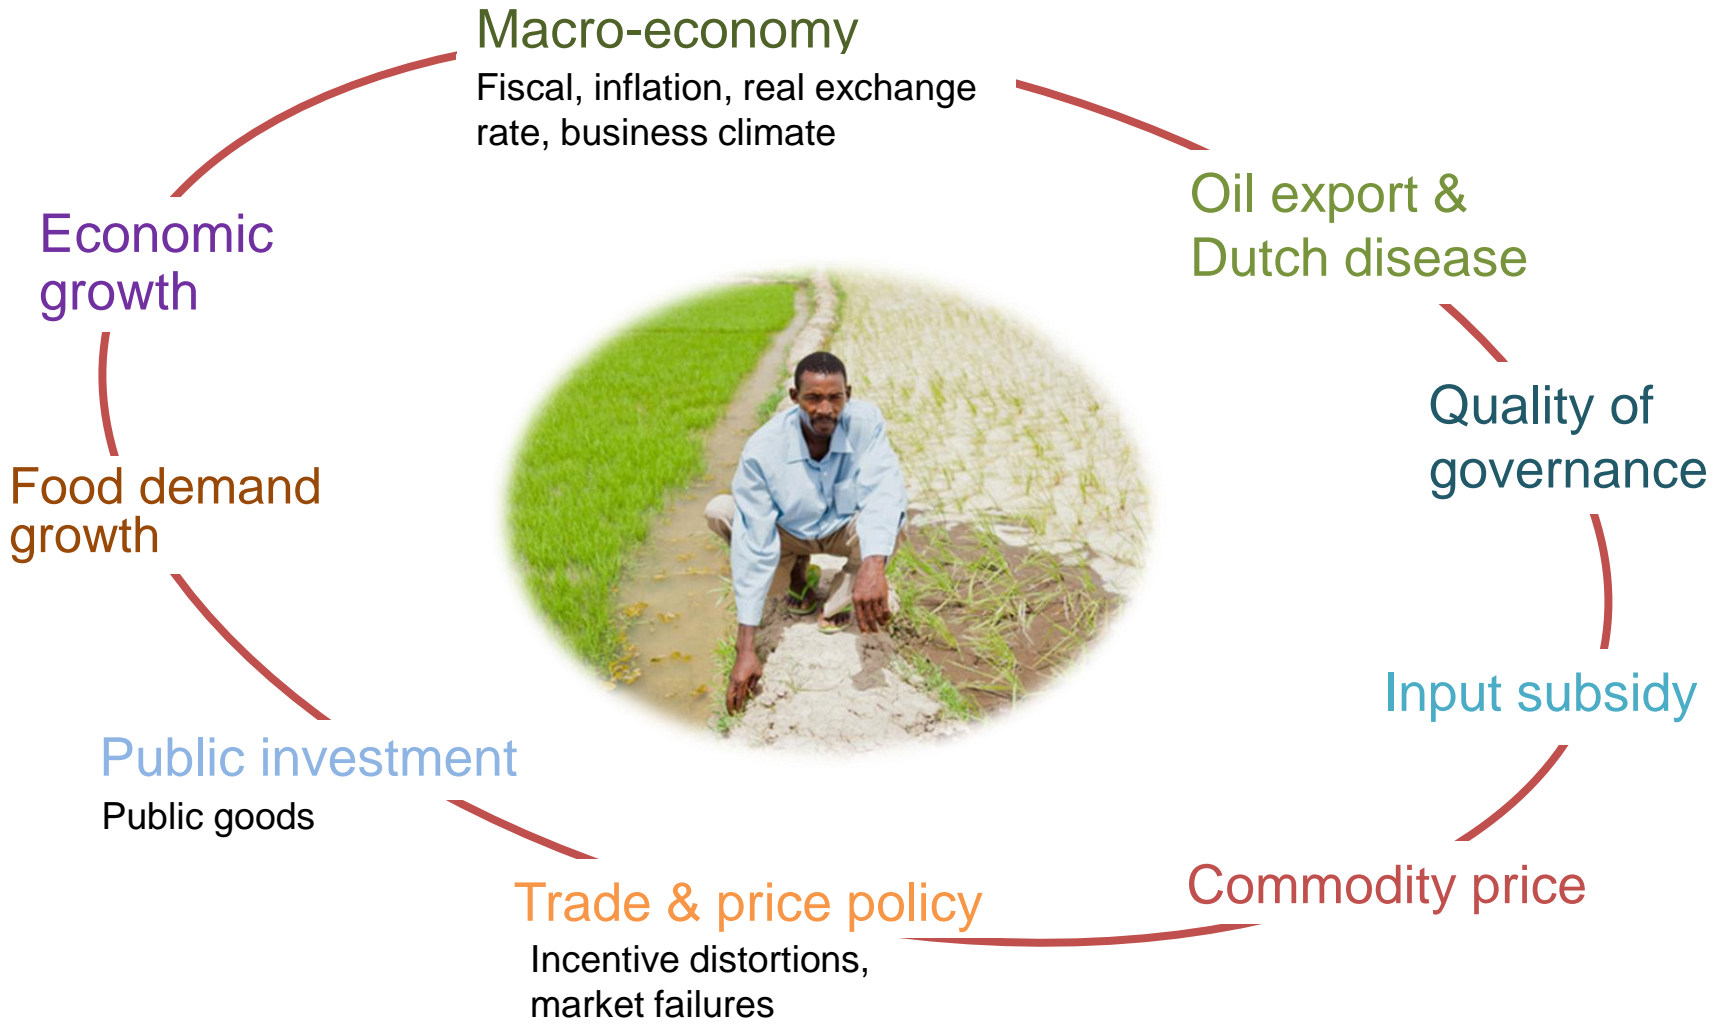 Macro-economy
Fiscal, inflation, real exchange
rate, business climate
Oil export &
Dutch disease
Quality of
governance
Input subsidy
Commodity price
Trade & price policy
Incentive distortions,
market failures
Public investment
Public goods
Food demand
growth
Economic
growth